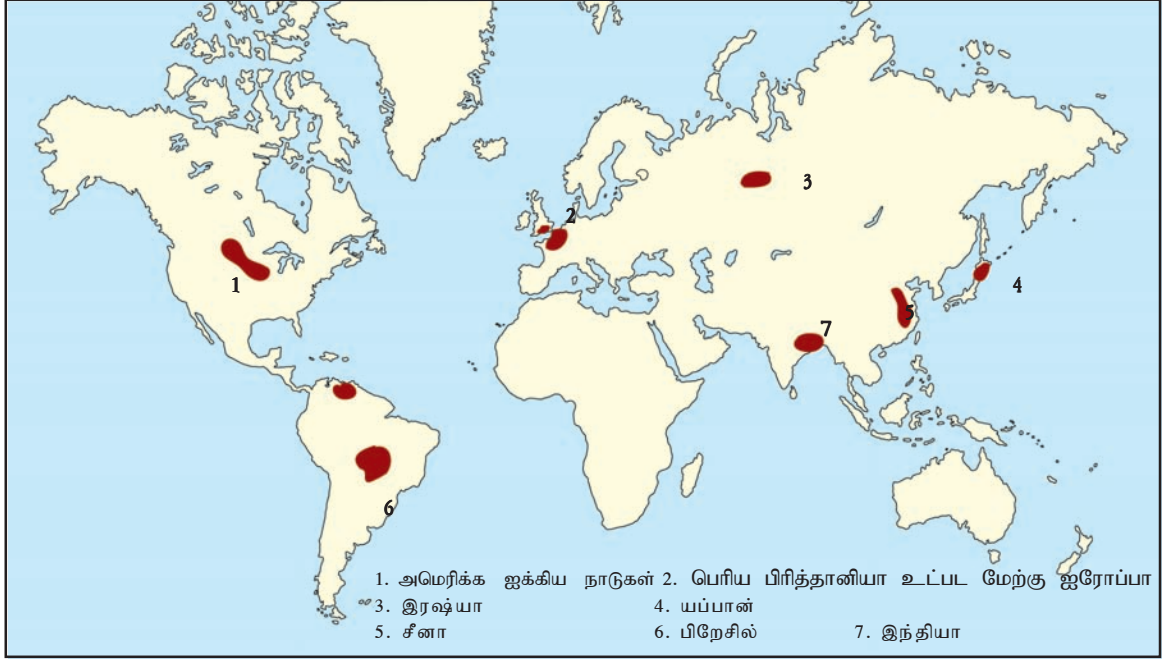 3
2
1
4
5
7
6
1. அமெரிக்க ஐக்கிய நாடுகள் 2. பெரிய பிரித்தானியா உட்பட மேற்கு ஐரோப்பா
3. இரஷ்யா 4. யப்பான்
5. சீனா 6. பிறேசில் 7. இந்தியா